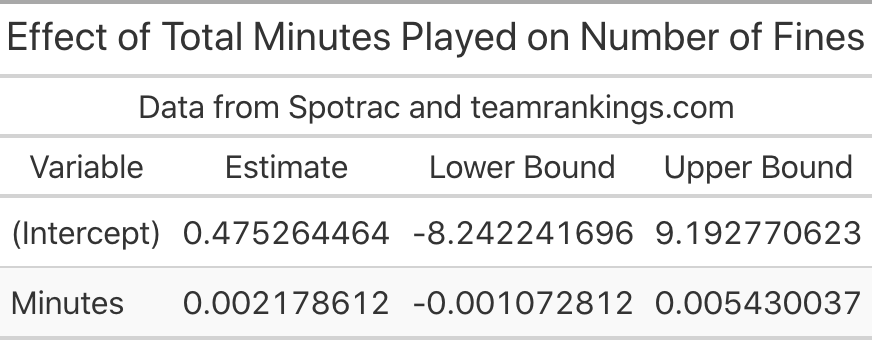 Effect of Total Minutes Played on Number of Fines
Data from Spotrac and teamrankings.com
Variable Estimate Lower Bound Upper Bound
(Intercept) 0.475264464 -8.242241696 9.192770623
Minutes 0.002178612 -0.001072812 0.005430037